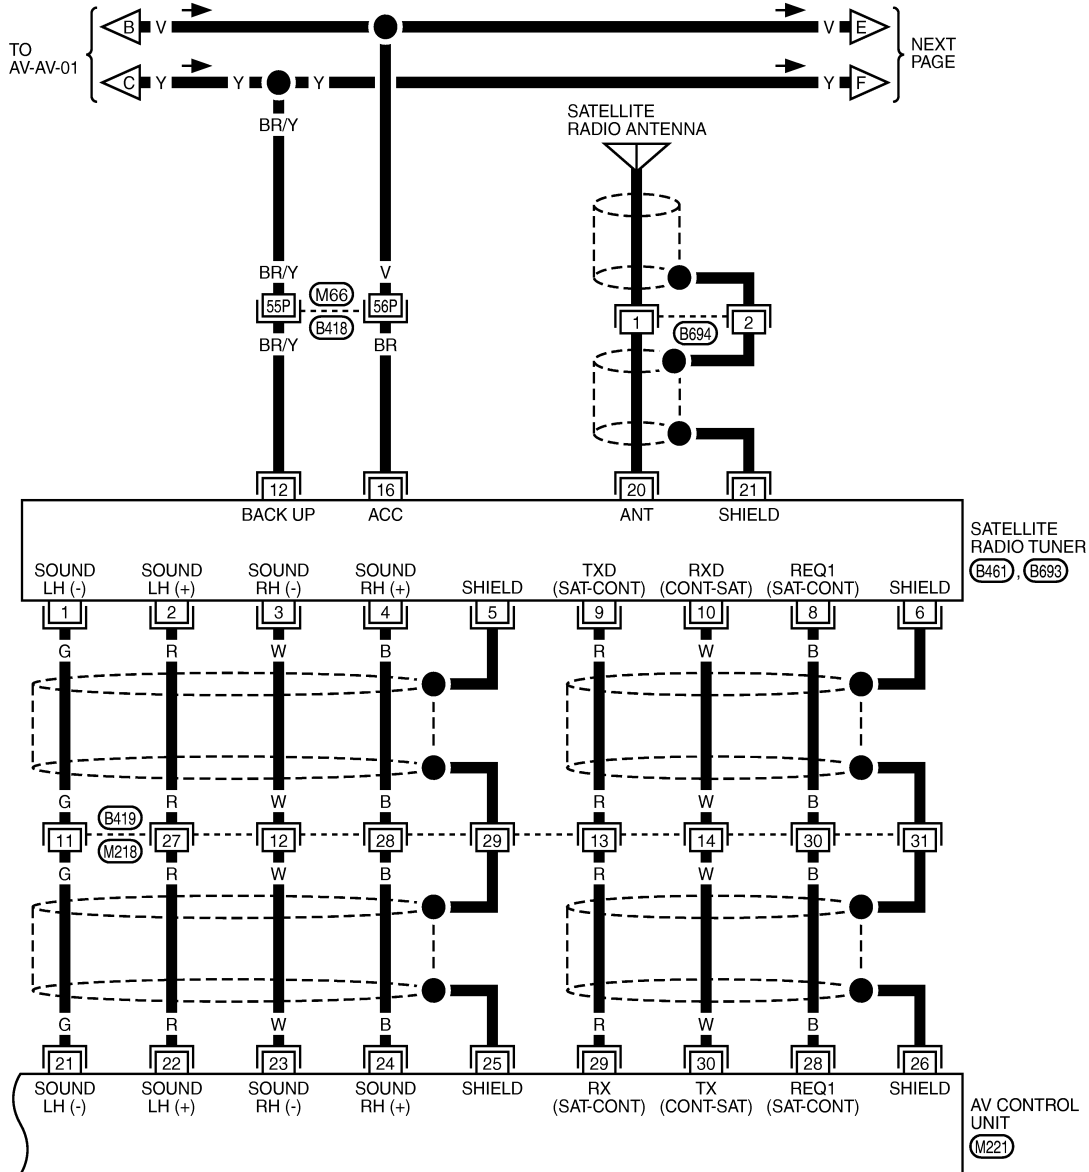 B V V E
TO
AV-AV-01
NEXT
PAGE
C Y Y Y Y F
BR/Y
SATELLITE
RADIO ANTENNA
BR/Y V
55P M66 56P
B418
BR/Y BR
1 B694 2
12 16 20 21
BACK UP ACC ANT SHIELD
SATELLITE
RADIO TUNER
B461 , B693
SOUND
LH (-)
SOUND
LH (+)
SOUND
RH (-)
SOUND
RH (+)
SHIELD
TXD
(SAT-CONT)
RXD
(CONT-SAT)
REQ1
(SAT-CONT)
SHIELD
1 2 3 4 5 9 10 8 6
G R W B R W B
G R W B R W B
B419
11 27 12 28 29 13 14 30 31
M218
G R W B R W B
G R W B R W B
21 22 23 24 25 29 30 28 26
SOUND
LH (-)
SOUND
LH (+)
SOUND
RH (-)
SOUND
RH (+)
SHIELD
RX
(SAT-CONT)
TX
(CONT-SAT)
REQ1
(SAT-CONT)
SHIELD
AV CONTROL
UNIT
M221